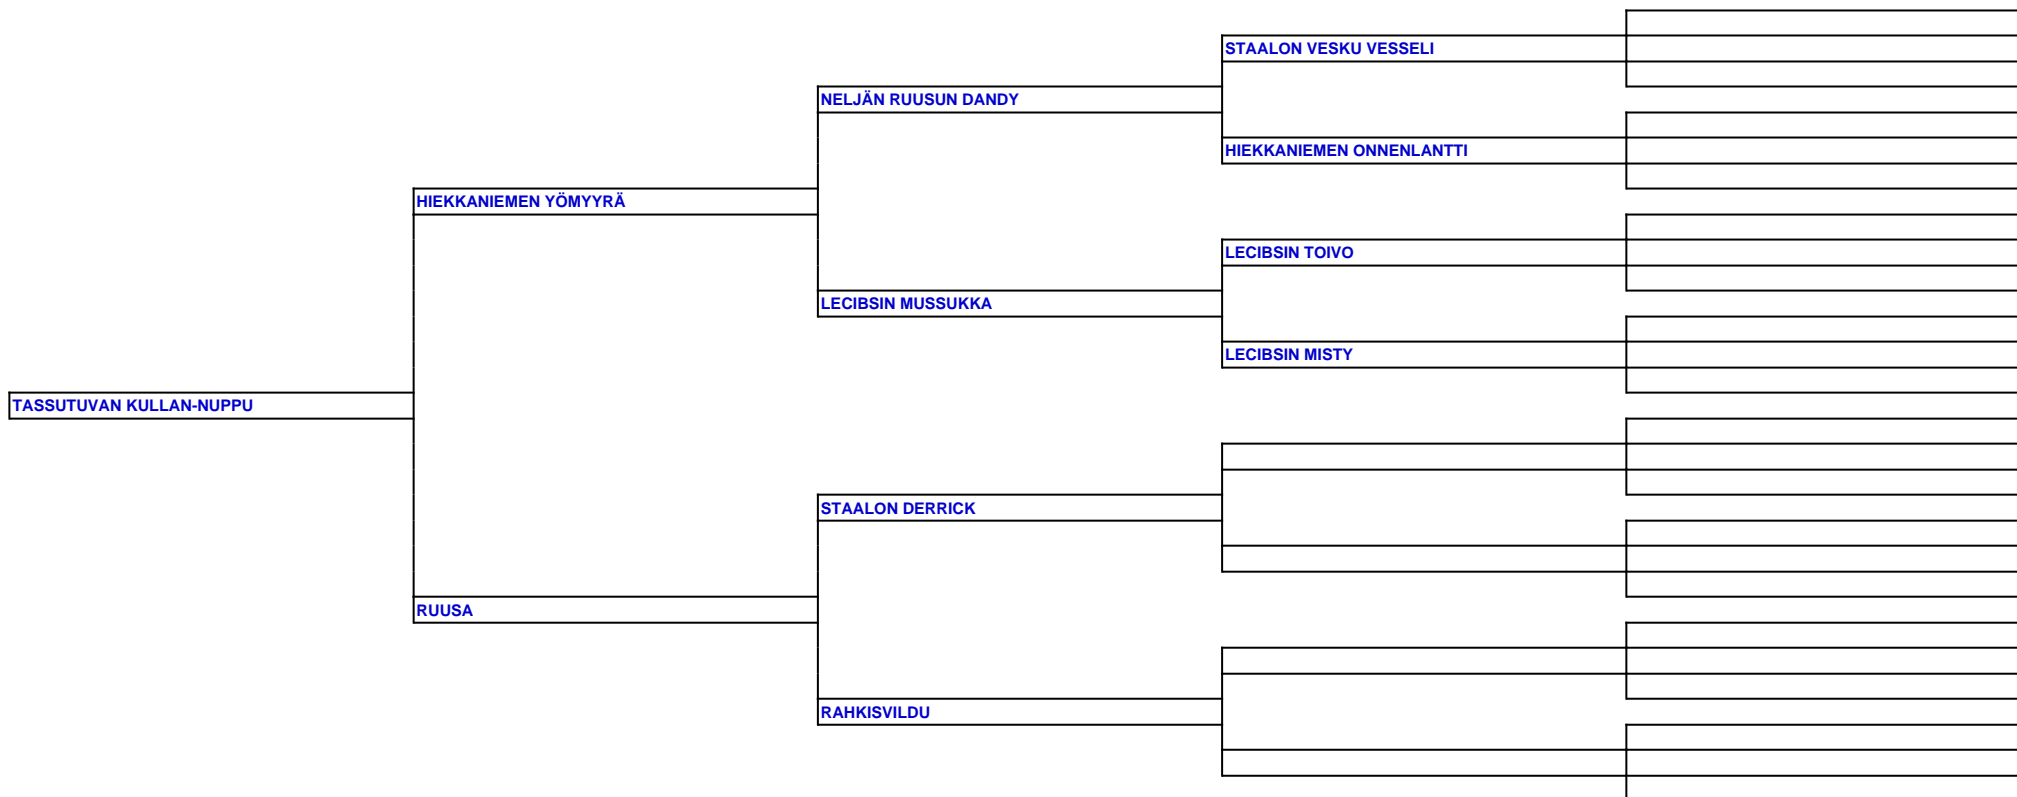 STAALON VESKU VESSELI
NELJÄN RUUSUN DANDY
HIEKKANIEMEN ONNENLANTTI
HIEKKANIEMEN YÖMYYRÄ
LECIBSIN TOIVO
LECIBSIN MUSSUKKA
LECIBSIN MISTY
TASSUTUVAN KULLAN-NUPPU
STAALON DERRICK
RUUSA
RAHKISVILDU